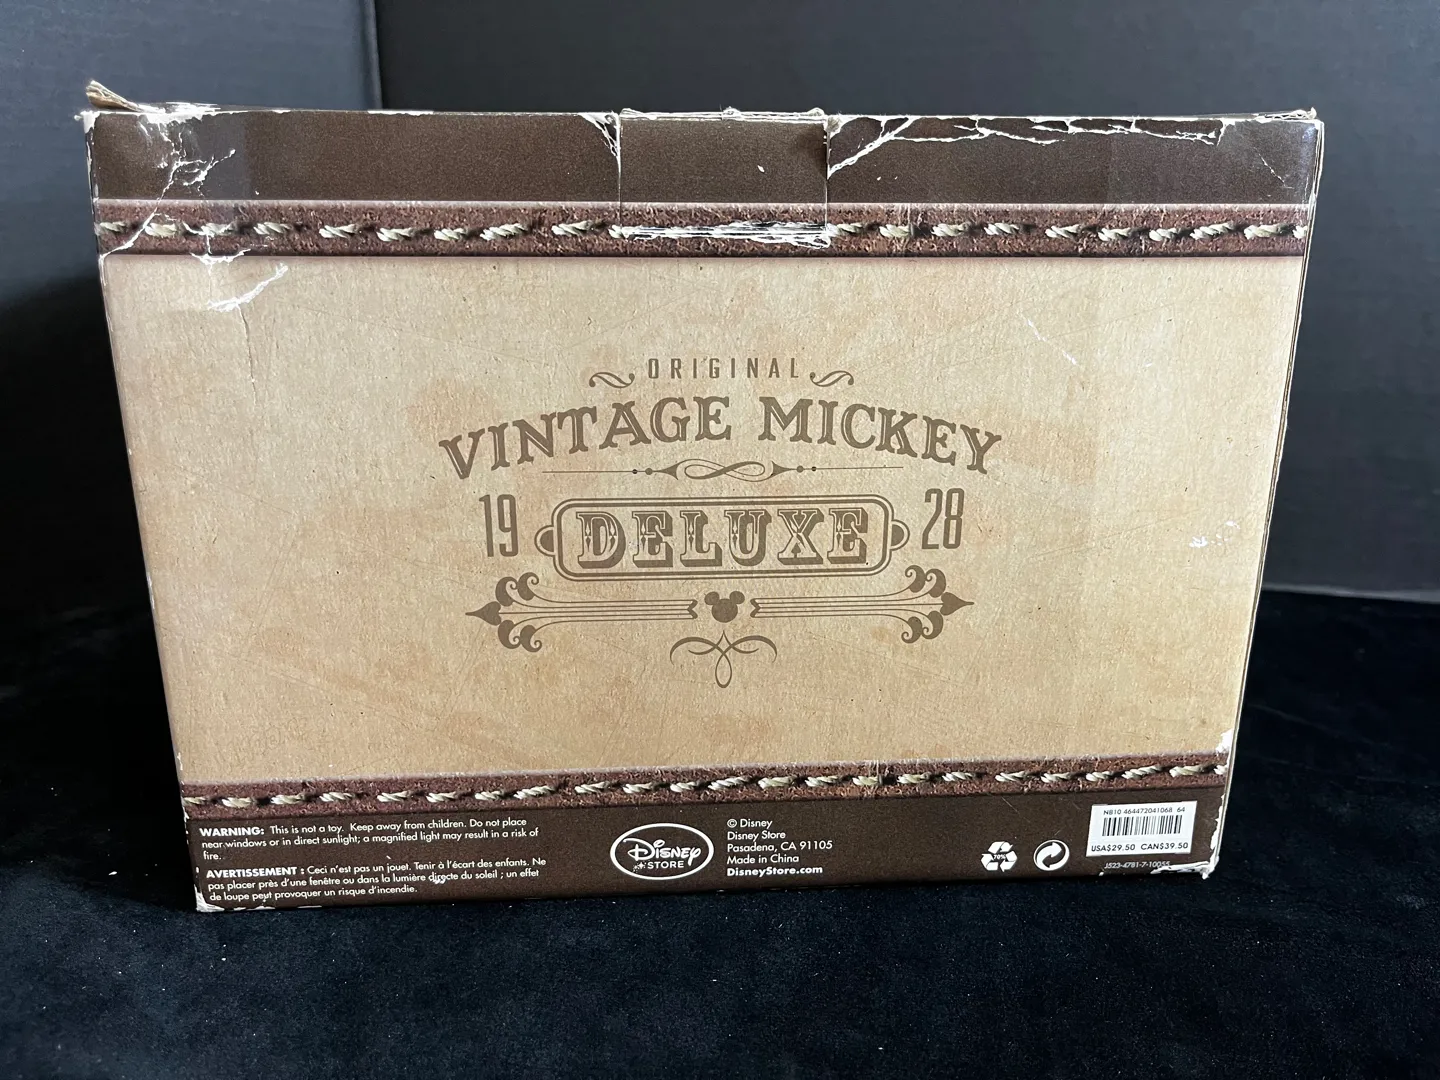 ORIGINAL
VINTAGE MICKEY
19 DELUXE 28
WARNING: This is not a toy. Keep away from children. Do not place
near windows or in direct sunlight; a magnified light may result in a risk of
fire.
AVERTISSEMENT : Ceci n'est pas un jouet. Tenir à l'écart des enfants. Ne
pas placer près d'une fenêtre ou dans la lumière directe du soleil ; un effet
de loupe peut provoquer un risque d'incendie.
Disney
STORE
© Disney
Disney Store
Pasadena, CA 91105
Made in China
DisneyStore.com
70%
N810 464472041068 64
USA$29.50 CAN$39.50